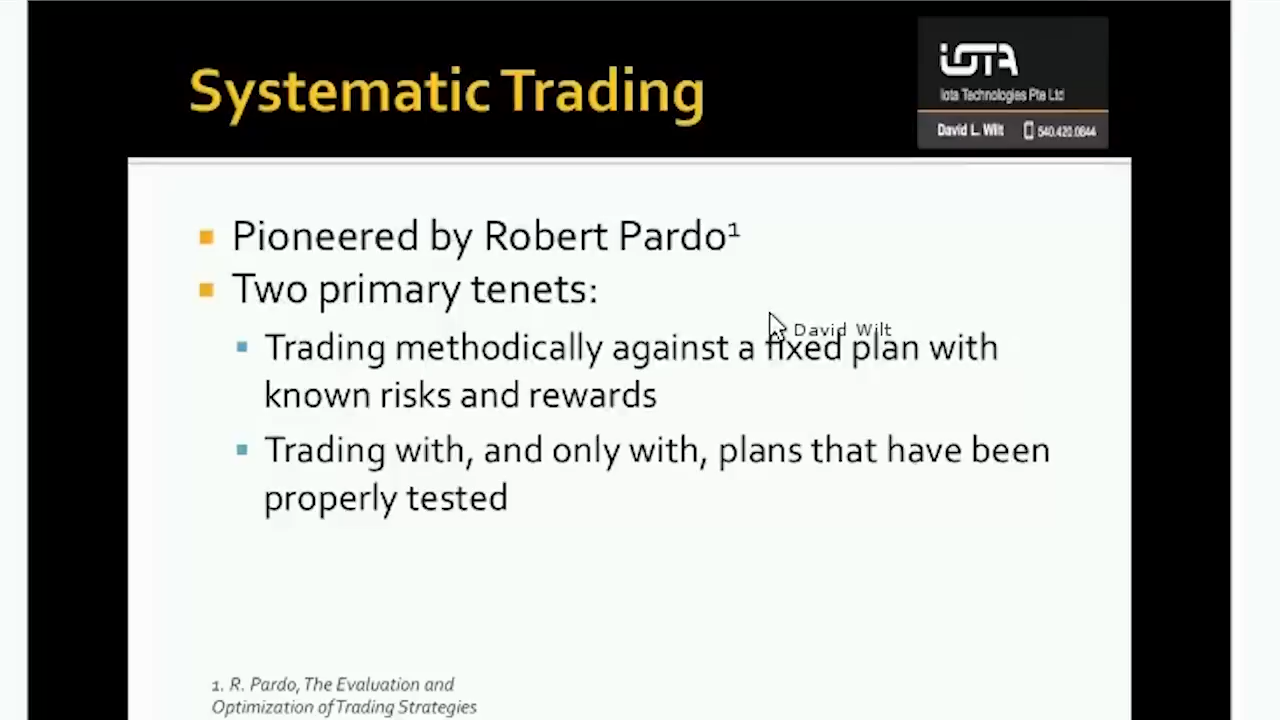 Systematic Trading
iOTA
Iota Technologies Pte Ltd
David L. Wilt 540.420.0844
Pioneered by Robert Pardo¹
Two primary tenets:
David Wilt
Trading methodically against a fixed plan with
known risks and rewards
Trading with, and only with, plans that have been
properly tested
1. R. Pardo, The Evaluation and
Optimization of Trading Strategies